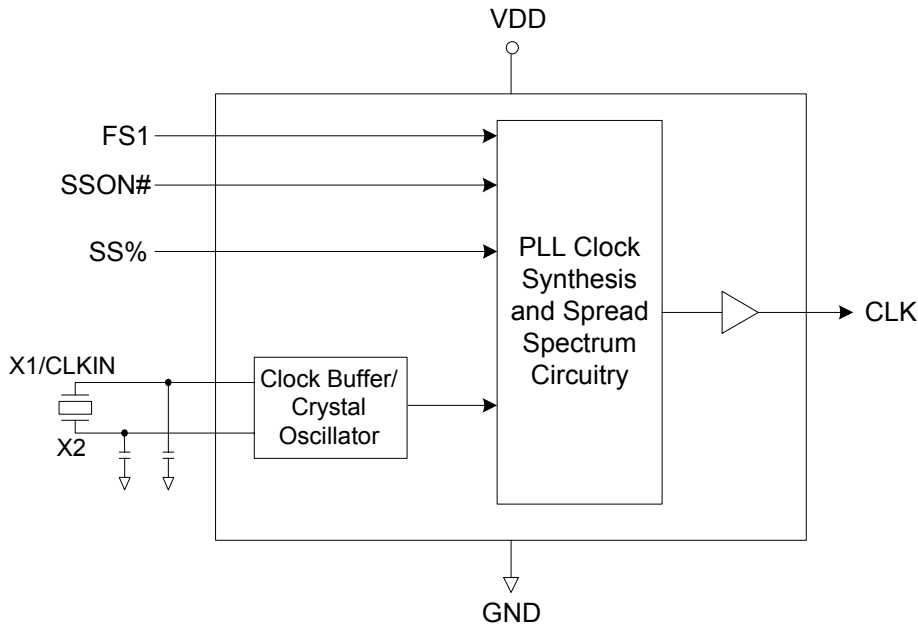 VDD
FS1
SSON#
SS%
PLL Clock
Synthesis
and Spread
Spectrum
Circuitry
CLK
X1/CLKIN
X2
Clock Buffer/
Crystal
Oscillator
GND